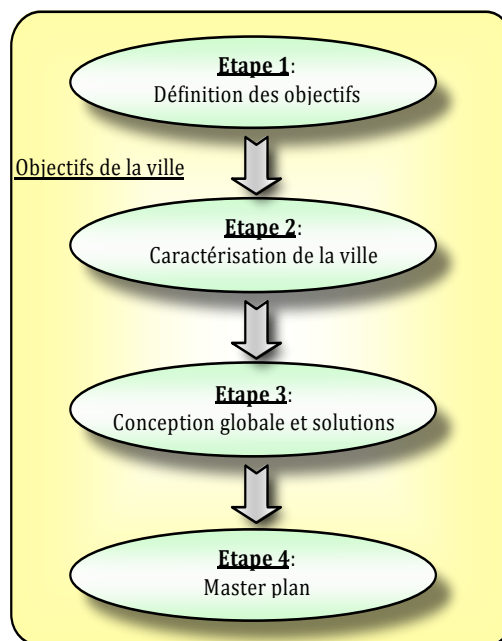 Etape 1:
Définition des objectifs
Objectifs de la ville
Etape 2:
Caractérisation de la ville
Etape 3:
Conception globale et solutions
Etape 4:
Master plan